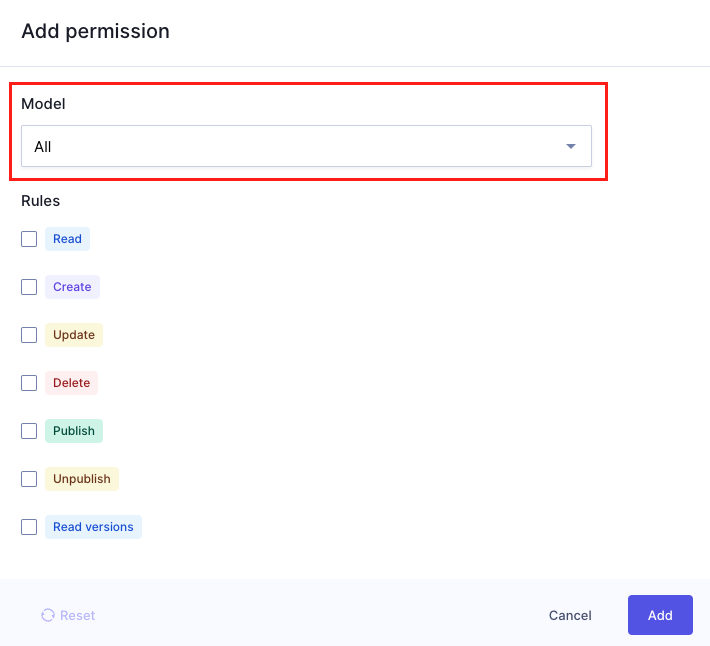 Add permission
Model
All
Rules
Read
Create
Update
Delete
Publish
Unpublish
Read versions
Reset Cancel Add